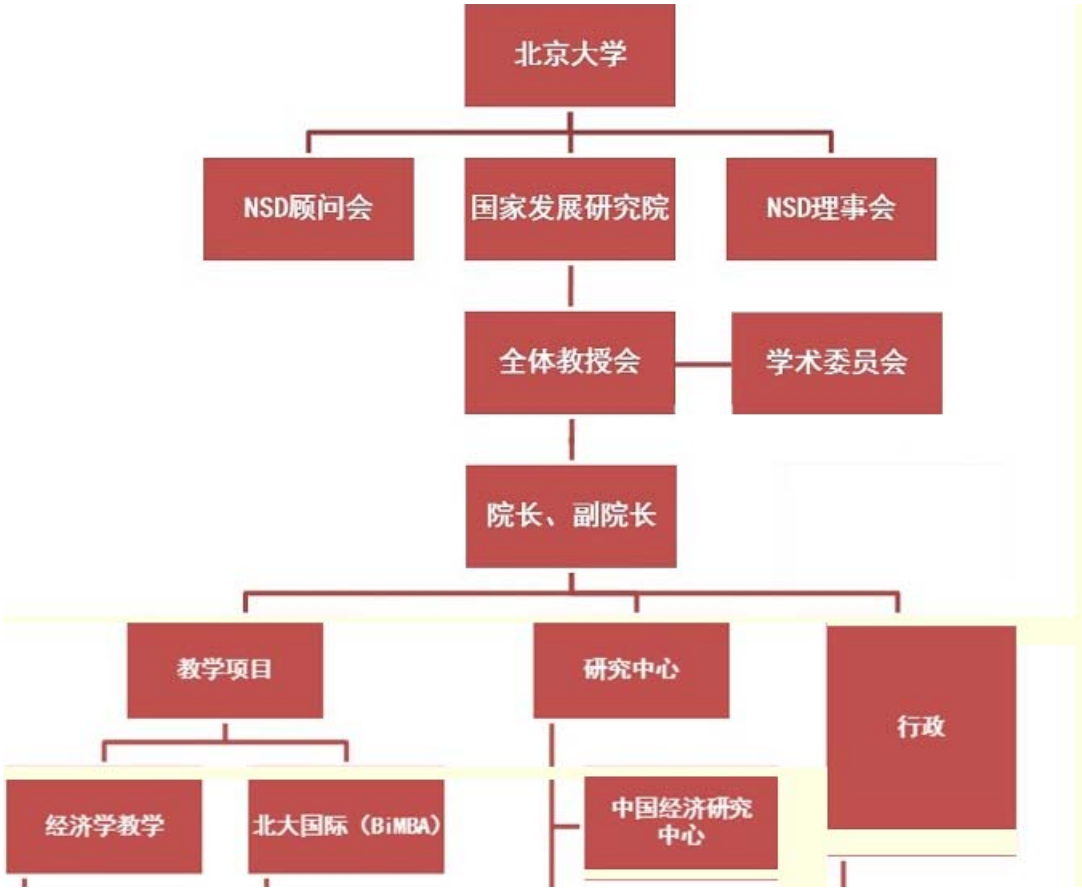 北京大学
NSD顾问会
国家发展研究院
NSD理事会
全体教授会
学术委员会
院长、副院长
教学项目
研究中心
行政
经济学教学
北大国际（BiMBA）
中国经济研究
中心